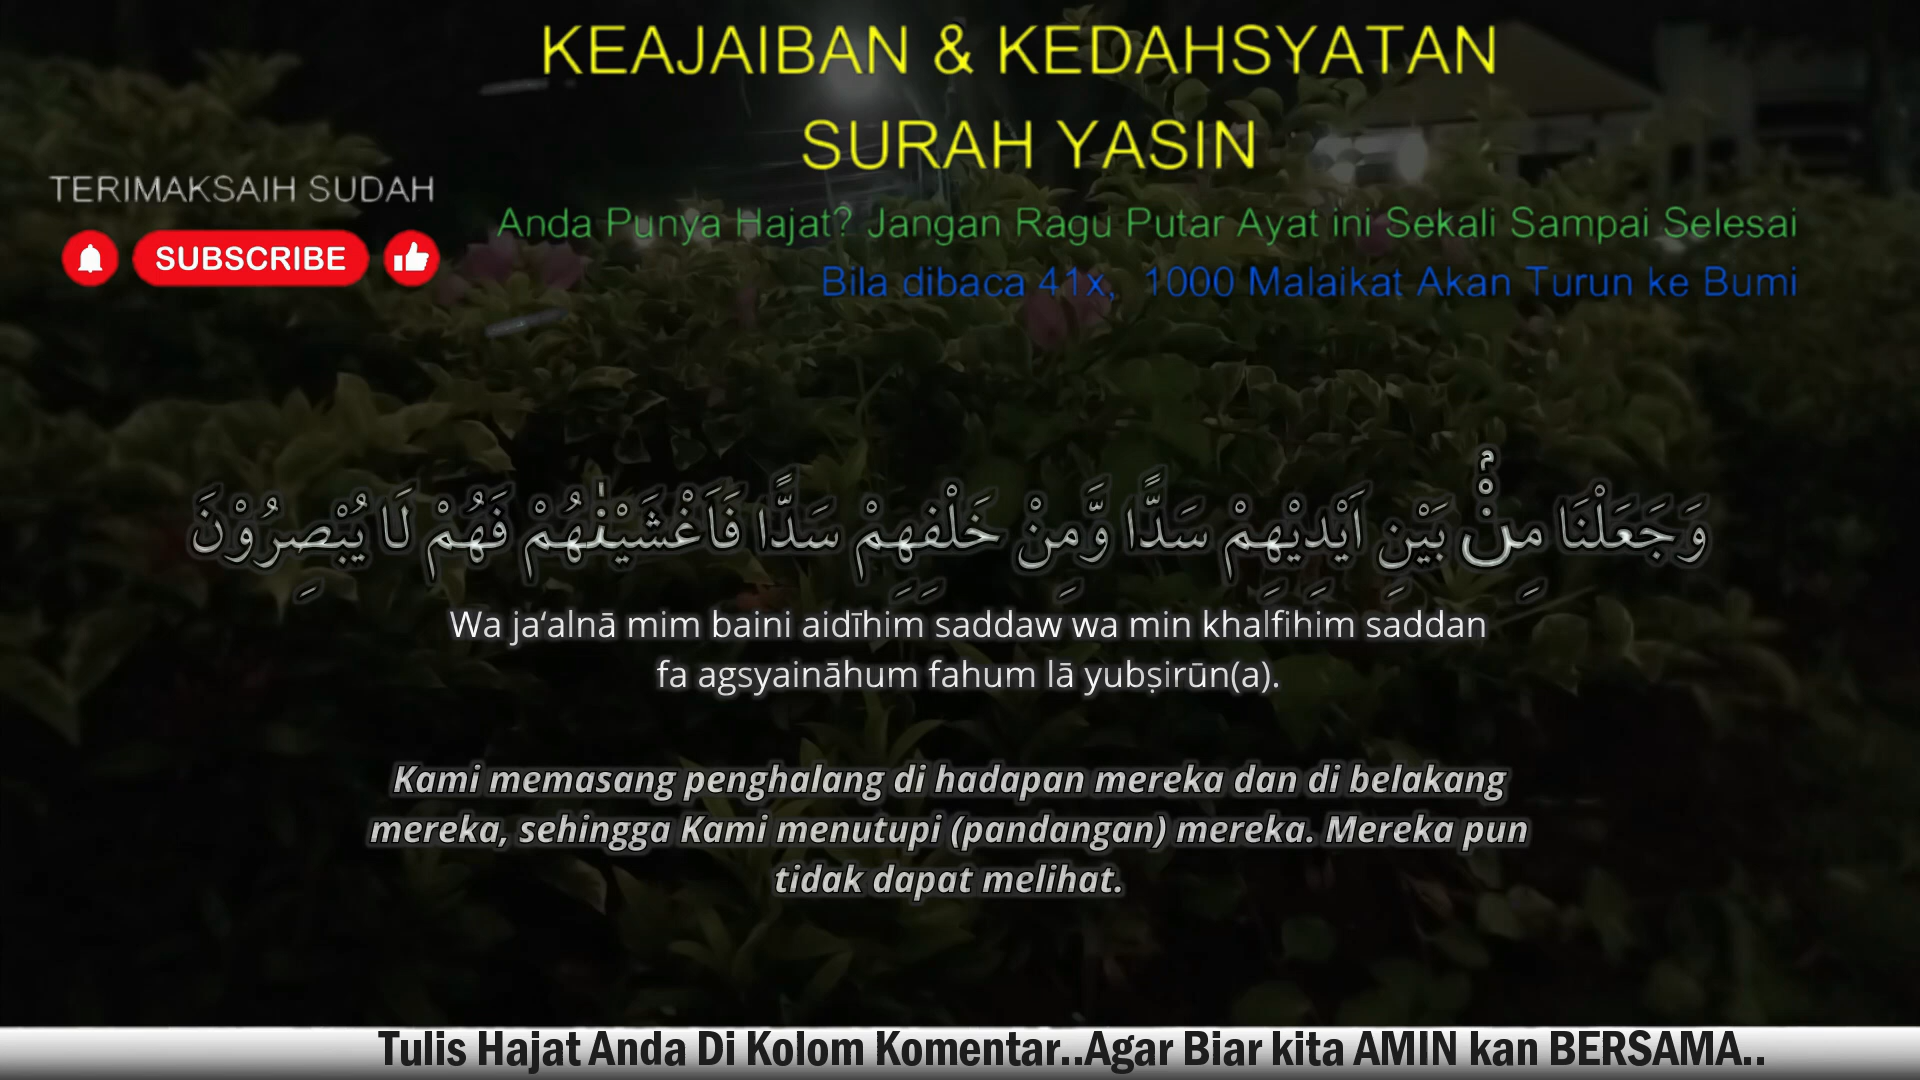 KEAJAIBAN & KEDAHSYATAN
SURAH YASIN
TERIMAKSAIH SUDAH
SUBSCRIBE
Anda Punya Hajat? Jangan Ragu Putar Ayat ini Sekali Sampai Selesai
Bila dibaca 41x, 1000 Malaikat Akan Turun ke Bumi
وَجَعَلْنَا مِنْۢ بَيْنِ اَيْدِيْهِمْ سَدًّا وَّمِنْ خَلْفِهِمْ سَدًّا فَاَغْشَيْنٰهُمْ فَهُمْ لَا يُبْصِرُوْنَ
Wa ja‘alnā mim baini aidīhim saddaw wa min khalfihim saddan
fa agsyaināhum fahum lā yubṣirūn(a).
Kami memasang penghalang di hadapan mereka dan di belakang
mereka, sehingga Kami menutupi (pandangan) mereka. Mereka pun
tidak dapat melihat.
Tulis Hajat Anda Di Kolom Komentar..Agar Biar kita AMIN kan BERSAMA..